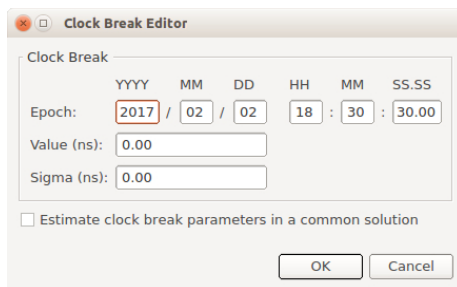 Clock Break Editor
Clock Break
YYYY MM DD HH MM SS.SS
Epoch: 2017 / 02 / 02 18 : 30 : 30.00
Value (ns): 0.00
Sigma (ns): 0.00
Estimate clock break parameters in a common solution
OK Cancel